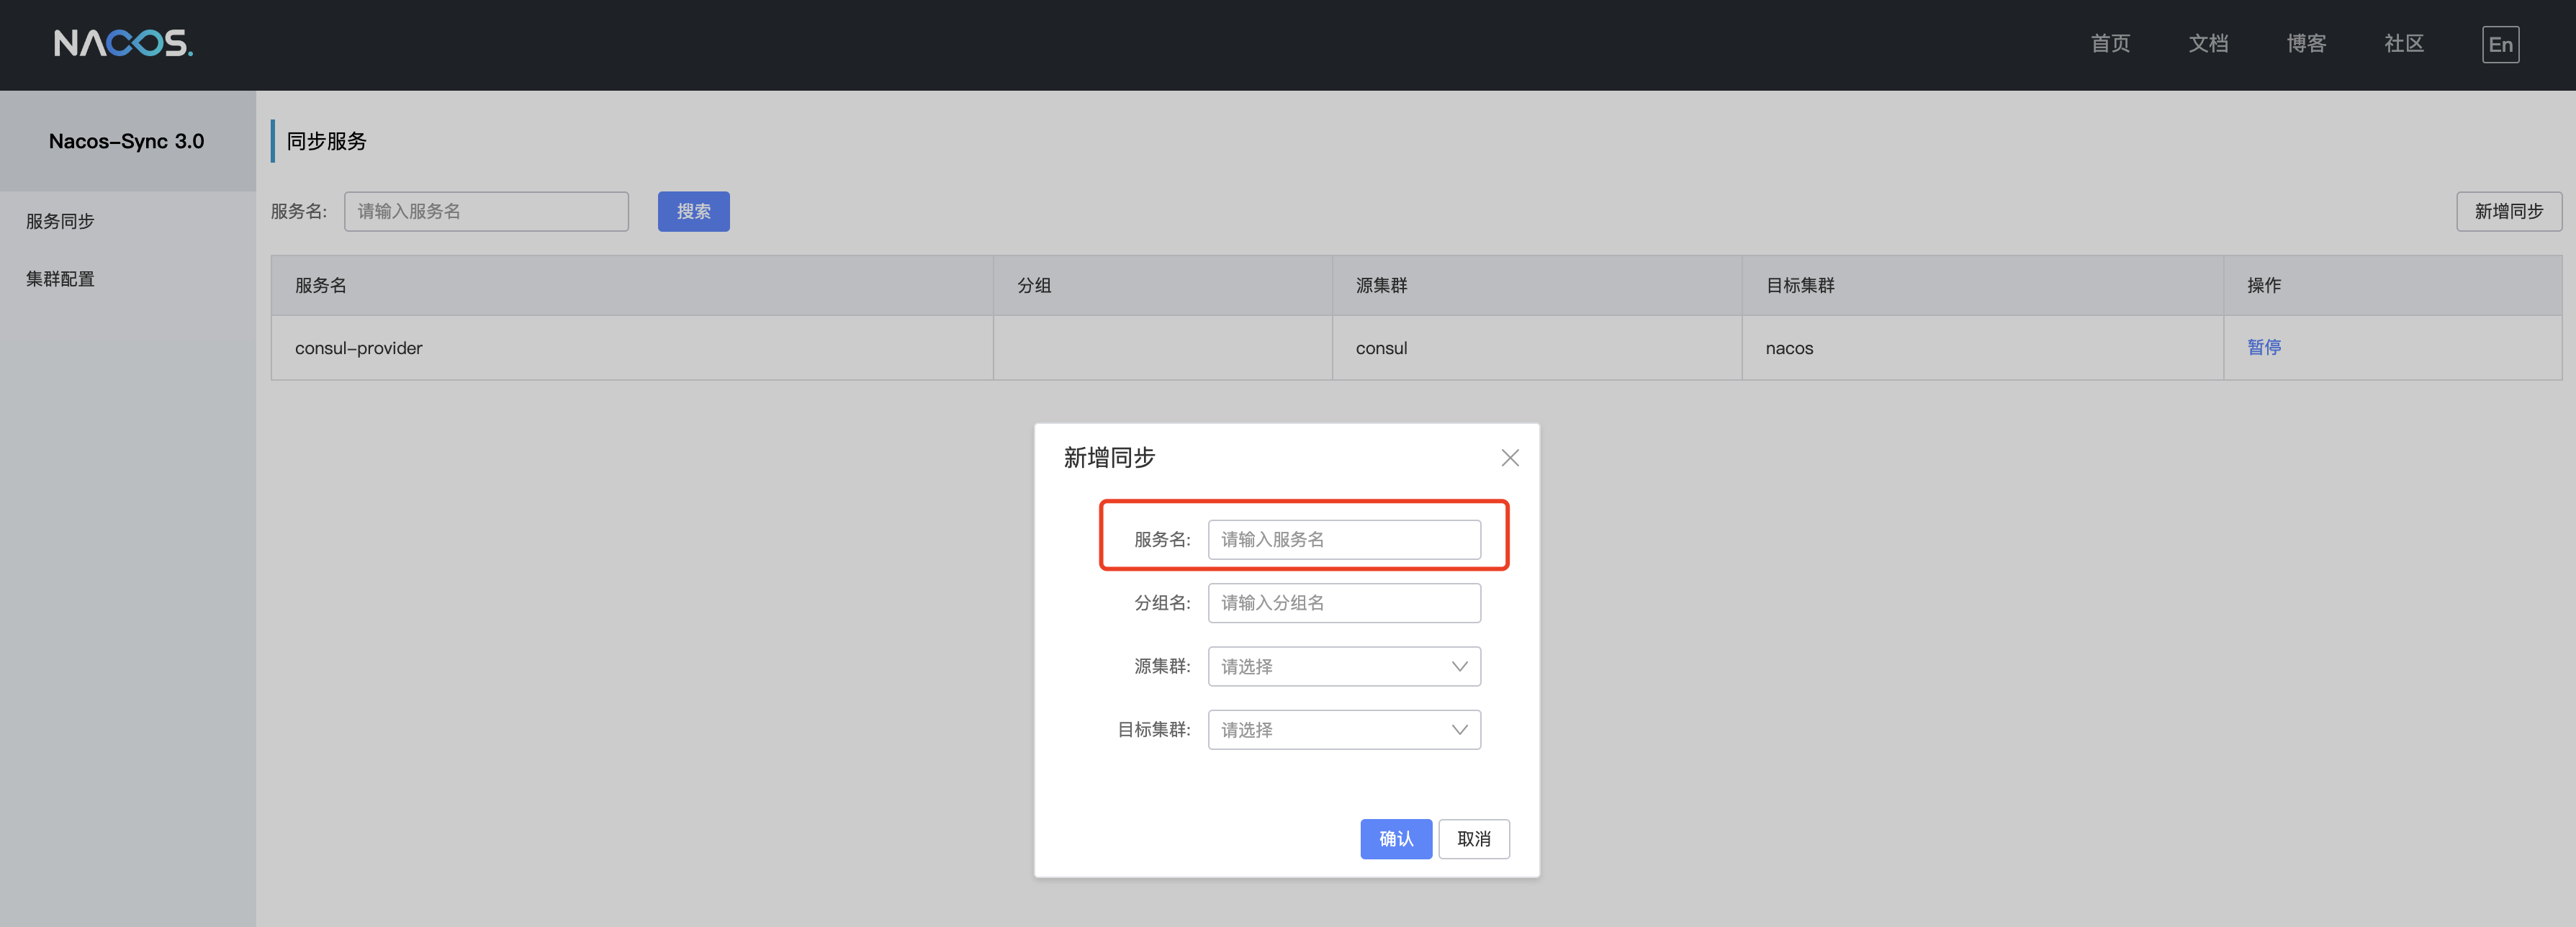 NACOS.
首页 文档 博客 社区 En
Nacos-Sync 3.0
服务同步
集群配置
同步服务
服务名: 请输入服务名 搜索 新增同步
服务名 分组 源集群 目标集群 操作
consul-provider consul nacos 暂停
新增同步
服务名: 请输入服务名
分组名: 请输入分组名
源集群: 请选择
目标集群: 请选择
确认 取消